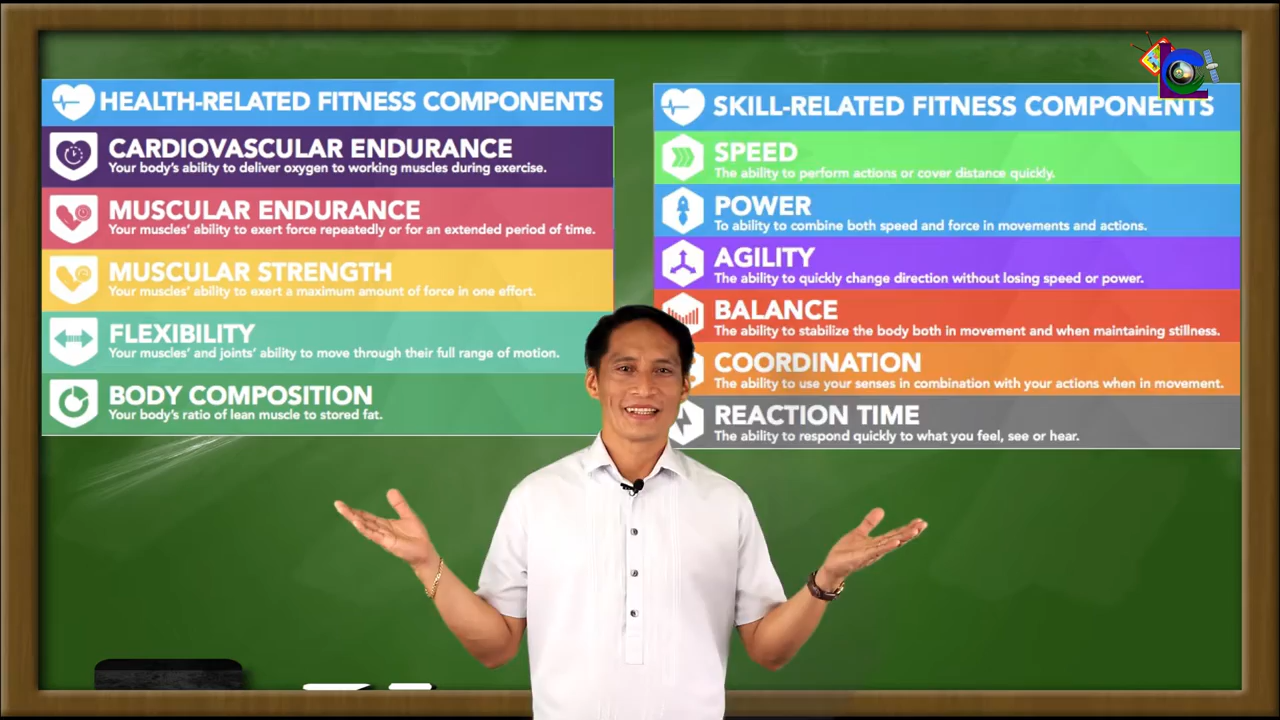 HEALTH-RELATED FITNESS COMPONENTS
CARDIOVASCULAR ENDURANCE
Your body's ability to deliver oxygen to working muscles during exercise.
MUSCULAR ENDURANCE
Your muscles' ability to exert force repeatedly or for an extended period of time.
MUSCULAR STRENGTH
Your muscles' ability to exert a maximum amount of force in one effort.
FLEXIBILITY
Your muscles' and joints' ability to move through their full range of motion.
BODY COMPOSITION
Your body's ratio of lean muscle to stored fat.
SKILL-RELATED FITNESS COMPONENTS
SPEED
The ability to perform actions or cover distance quickly.
POWER
To ability to combine both speed and force in movements and actions.
AGILITY
The ability to quickly change direction without losing speed or power.
BALANCE
The ability to stabilize the body both in movement and when maintaining stillness.
COORDINATION
The ability to use your senses in combination with your actions when in movement.
REACTION TIME
The ability to respond quickly to what you feel, see or hear.